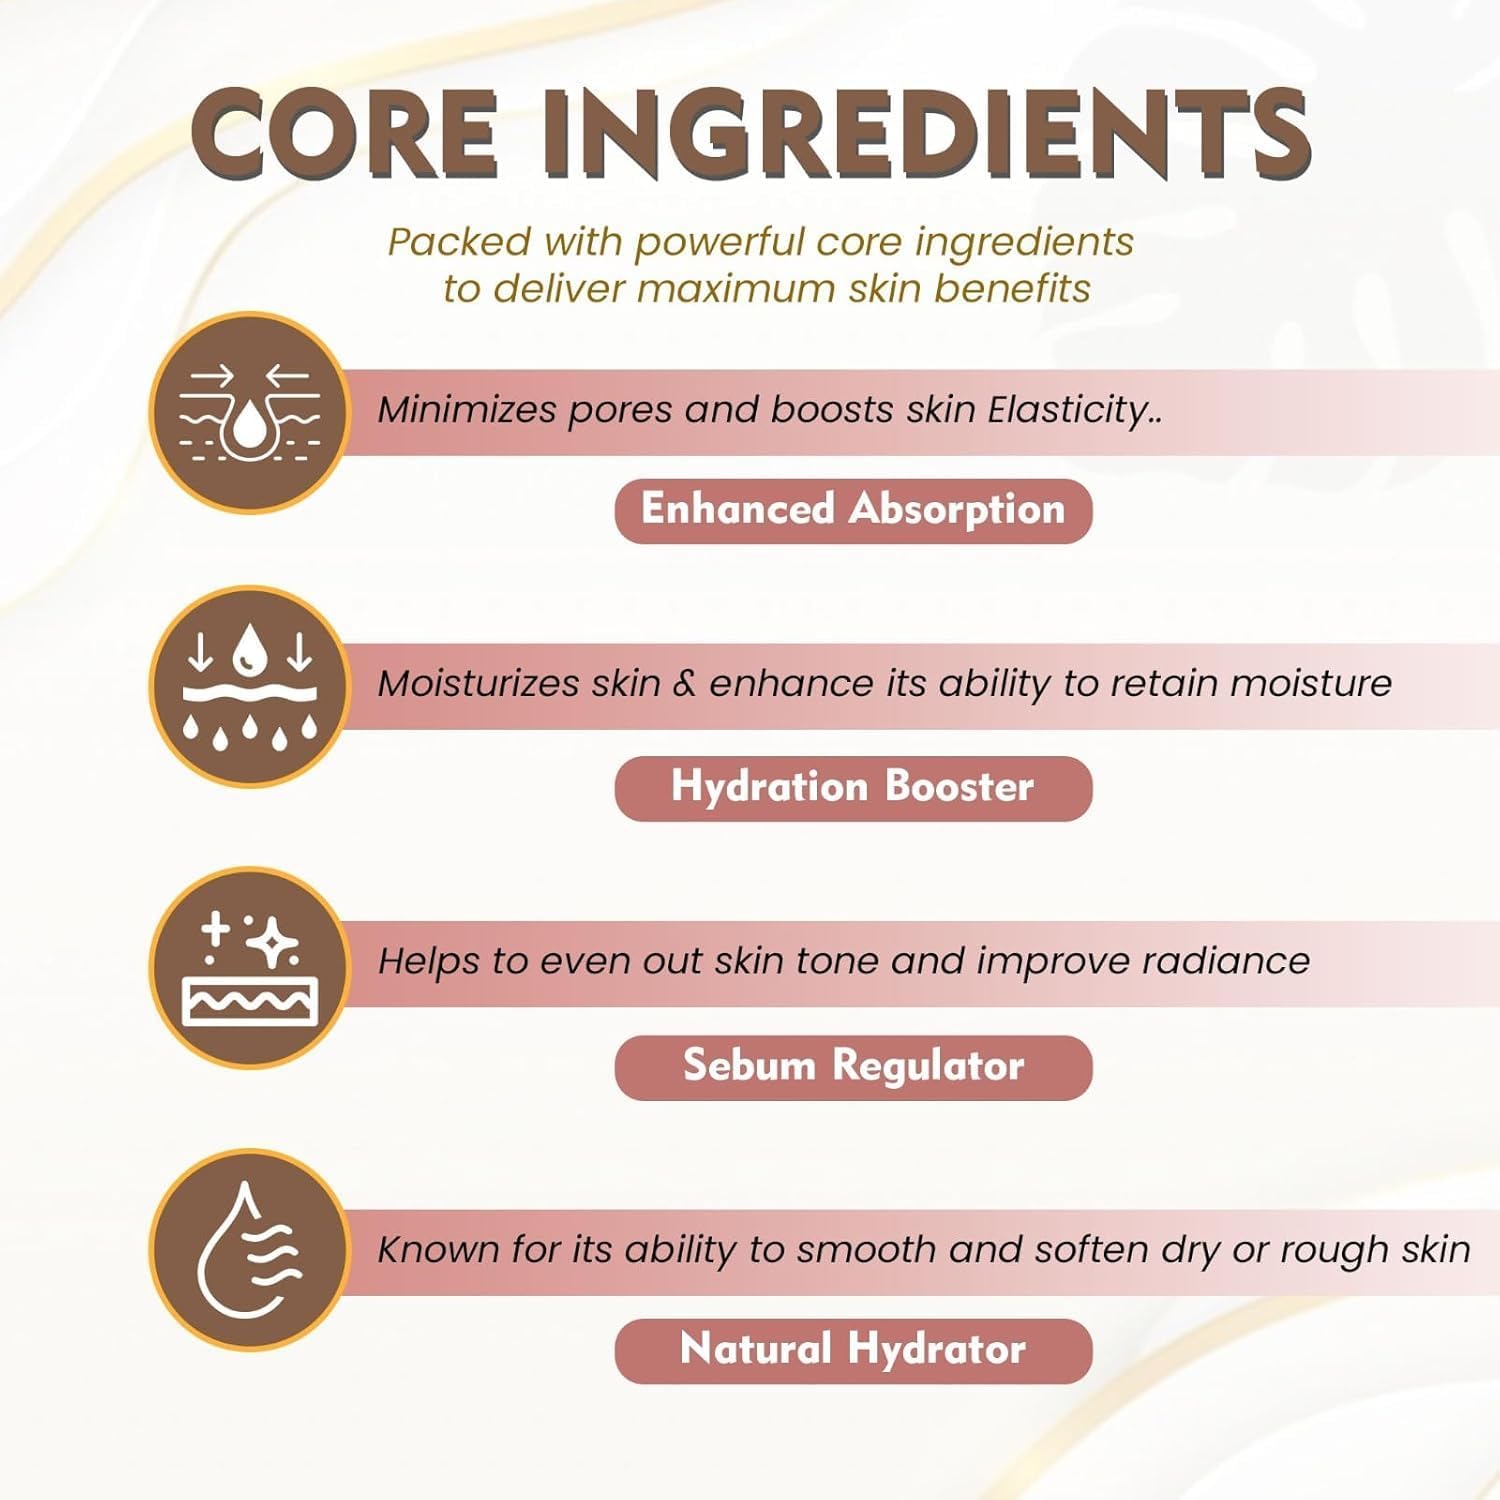 CORE INGREDIENTS
Packed with powerful core ingredients
to deliver maximum skin benefits
Minimizes pores and boosts skin Elasticity..
Enhanced Absorption
Moisturizes skin & enhance its ability to retain moisture
Hydration Booster
Helps to even out skin tone and improve radiance
Sebum Regulator
Known for its ability to smooth and soften dry or rough skin
Natural Hydrator